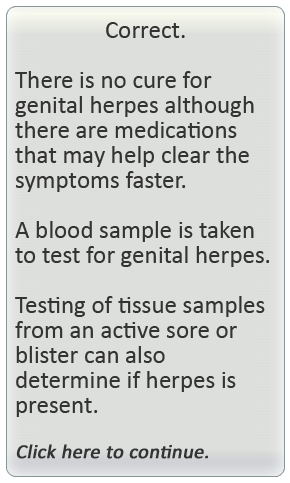 Correct.
There is no cure for
genital herpes although
there are medications
that may help clear the
symptoms faster.
A blood sample is taken
to test for genital herpes.
Testing of tissue samples
from an active sore or
blister can also
determine if herpes is
present.
Click here to continue.